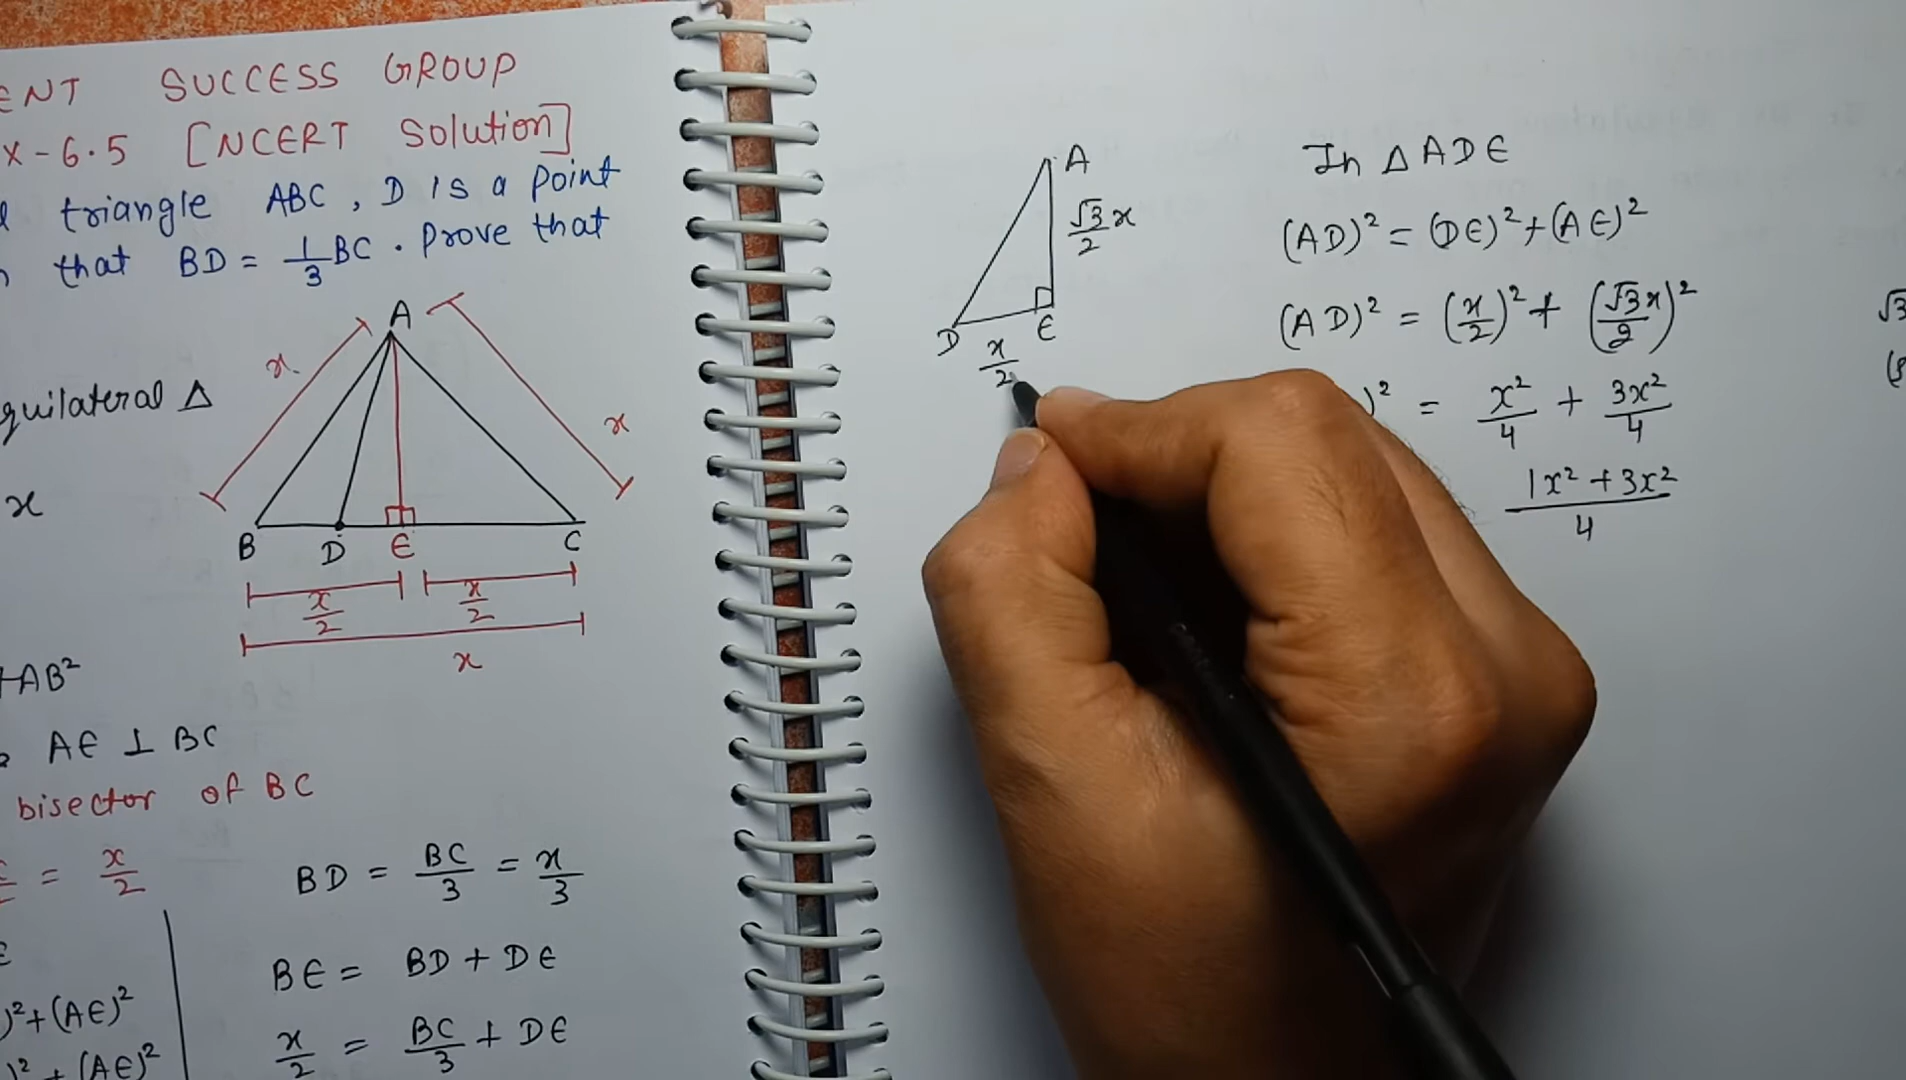 SUCCESS GROUP
6.5 [NCERT Solution]
triangle ABC, D is a point
that BD = 1/3 BC. Prove that
A
x
x
quilateral Δ
x
B D E C
x/2 x/2
x
AB²
AE ⊥ BC
bisector of BC
= x/2
BD = BC/3 = x/3
BE = BD + DE
)² + (AE)²
x/2 = BC/3 + DE
)² + (AE)²
A
√3/2 x
D E
x/2
In Δ ADE
(AD)² = (DE)² + (AE)²
(AD)² = (x/2)² + (√3x/2)²
)² = x²/4 + 3x²/4
1x² + 3x²/4
√3